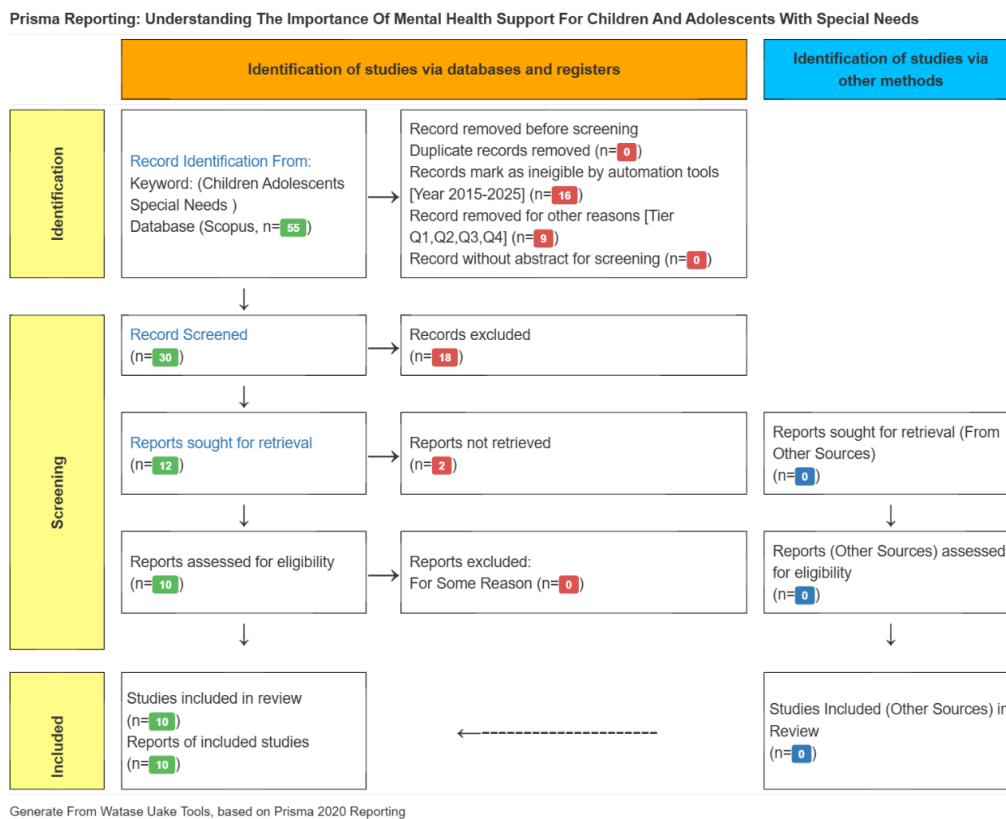 Prisma Reporting: Understanding The Importance Of Mental Health Support For Children And Adolescents With Special Needs
Identification of studies via databases and registers
Identification of studies via
other methods
Identification
Record Identification From:
Keyword: (Children Adolescents
Special Needs )
Database (Scopus, n= 55 )
Record removed before screening
Duplicate records removed (n= 0 )
Records mark as ineigible by automation tools
[Year 2015-2025] (n= 16 )
Record removed for other reasons [Tier
Q1,Q2,Q3,Q4] (n= 9 )
Record without abstract for screening (n= 0 )
Screening
Record Screened
(n= 30 )
Records excluded
(n= 18 )
Reports sought for retrieval
(n= 12 )
Reports not retrieved
(n= 2 )
Reports sought for retrieval (From
Other Sources)
(n= 0 )
Reports assessed for eligibility
(n= 10 )
Reports excluded:
For Some Reason (n= 0 )
Reports (Other Sources) assessed
for eligibility
(n= 0 )
Included
Studies included in review
(n= 10 )
Reports of included studies
(n= 10 )
Studies Included (Other Sources) in
Review
(n= 0 )
Generate From Watase Uake Tools, based on Prisma 2020 Reporting